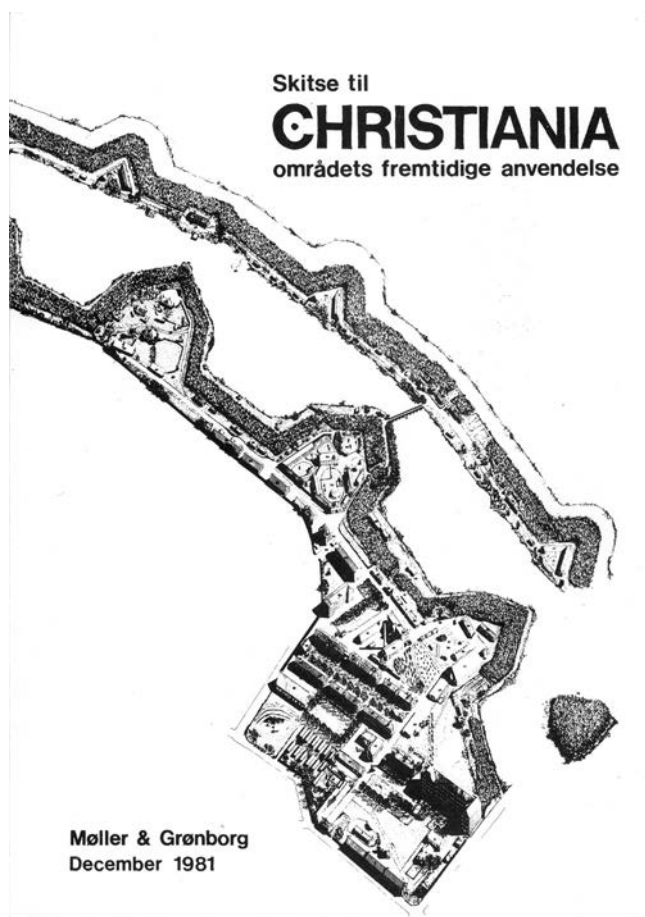 Skitse til
CHRISTIANIA
områdets fremtidige anvendelse
Møller & Grønborg
December 1981